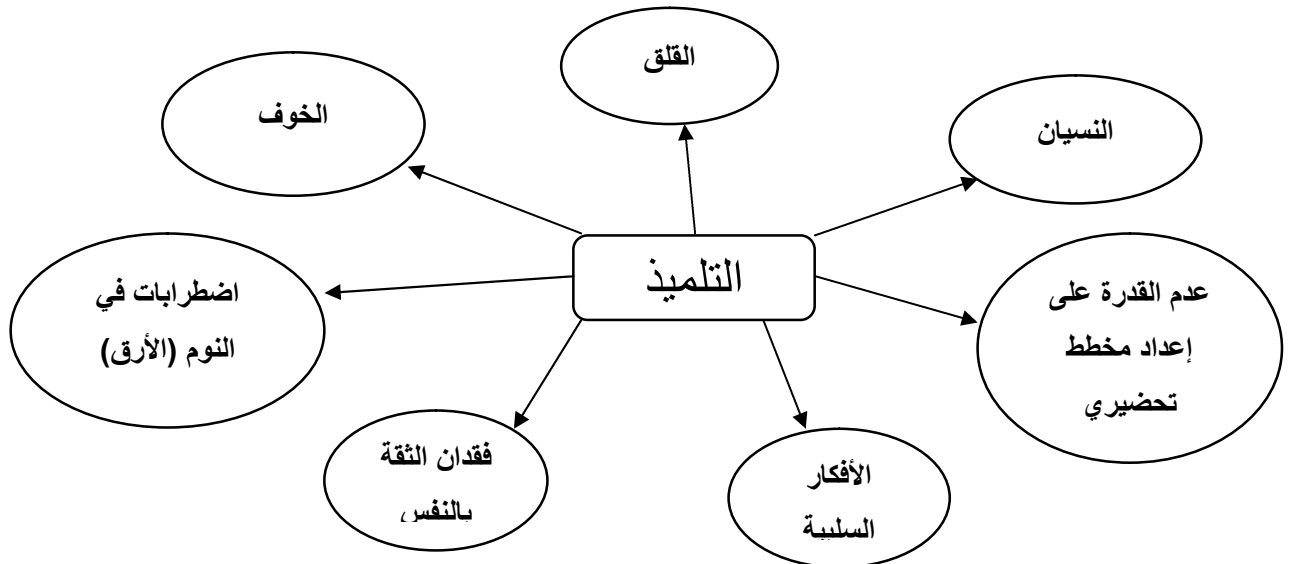 القلق
الخوف
النسيان
التلميذ
عدم القدرة على
إعداد مخطط
تحضيري
اضطرابات في
النوم (الأرق)
فقدان الثقة
بالنفس
الأفكار
السلبية